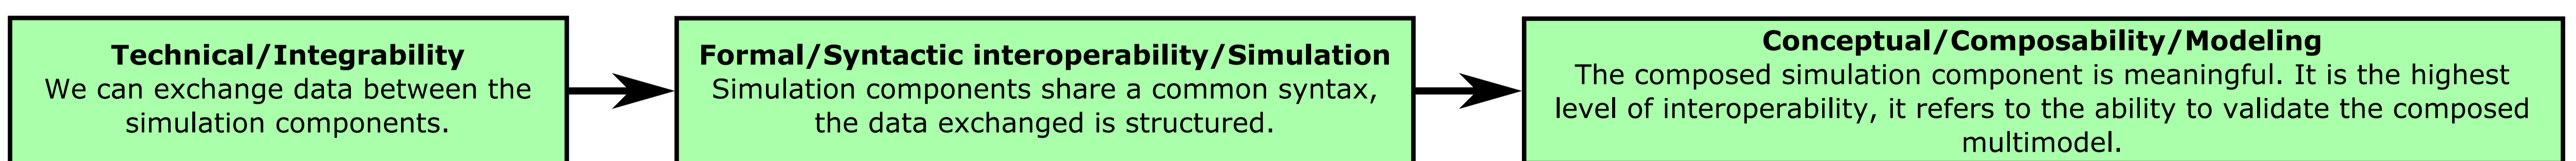 Technical/Integrability
We can exchange data between the
simulation components.
Formal/Syntactic interoperability/Simulation
Simulation components share a common syntax,
the data exchanged is structured.
Conceptual/Composability/Modeling
The composed simulation component is meaningful. It is the highest
level of interoperability, it refers to the ability to validate the composed
multimodel.